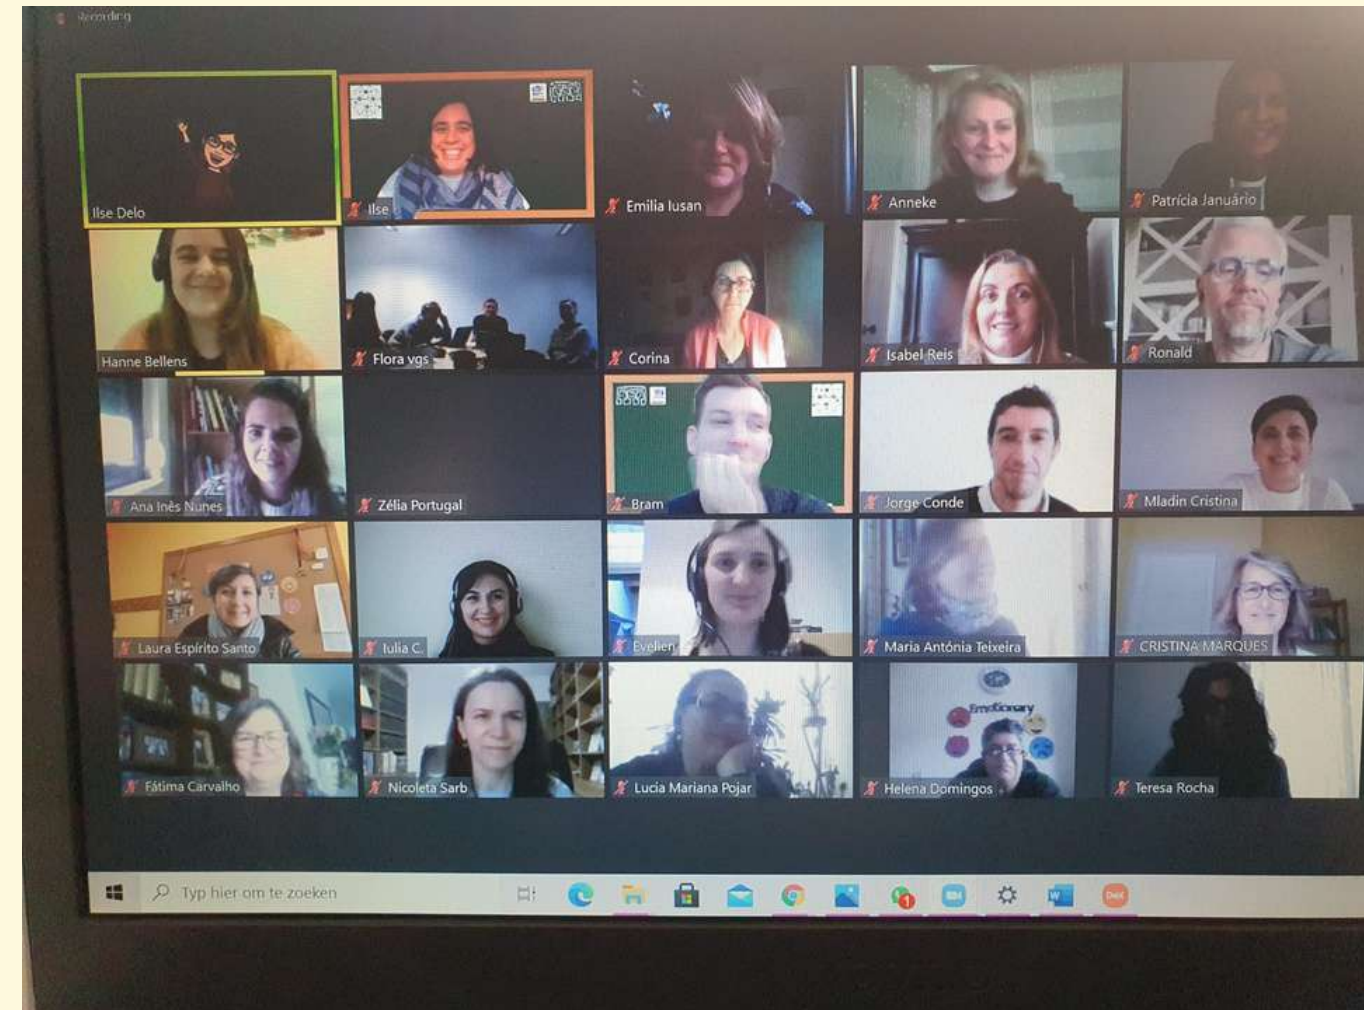 Recording
Ilse Delo
Ilse
Emilia Iusan
Anneke
Patrícia Januário
Hanne Bellens
Flora vgs
Corina
Isabel Reis
Ronald
Ana Inês Nunes
Zélia Portugal
Bram
Jorge Conde
Mladin Cristina
Laura Espírito Santo
Iulia C.
Evelien
Maria Antónia Teixeira
CRISTINA MARQUES
Emotionary
Fátima Carvalho
Nicoleta Sarb
Lucia Mariana Pojar
Helena Domingos
Teresa Rocha
Typ hier om te zoeken
1
W
DeX